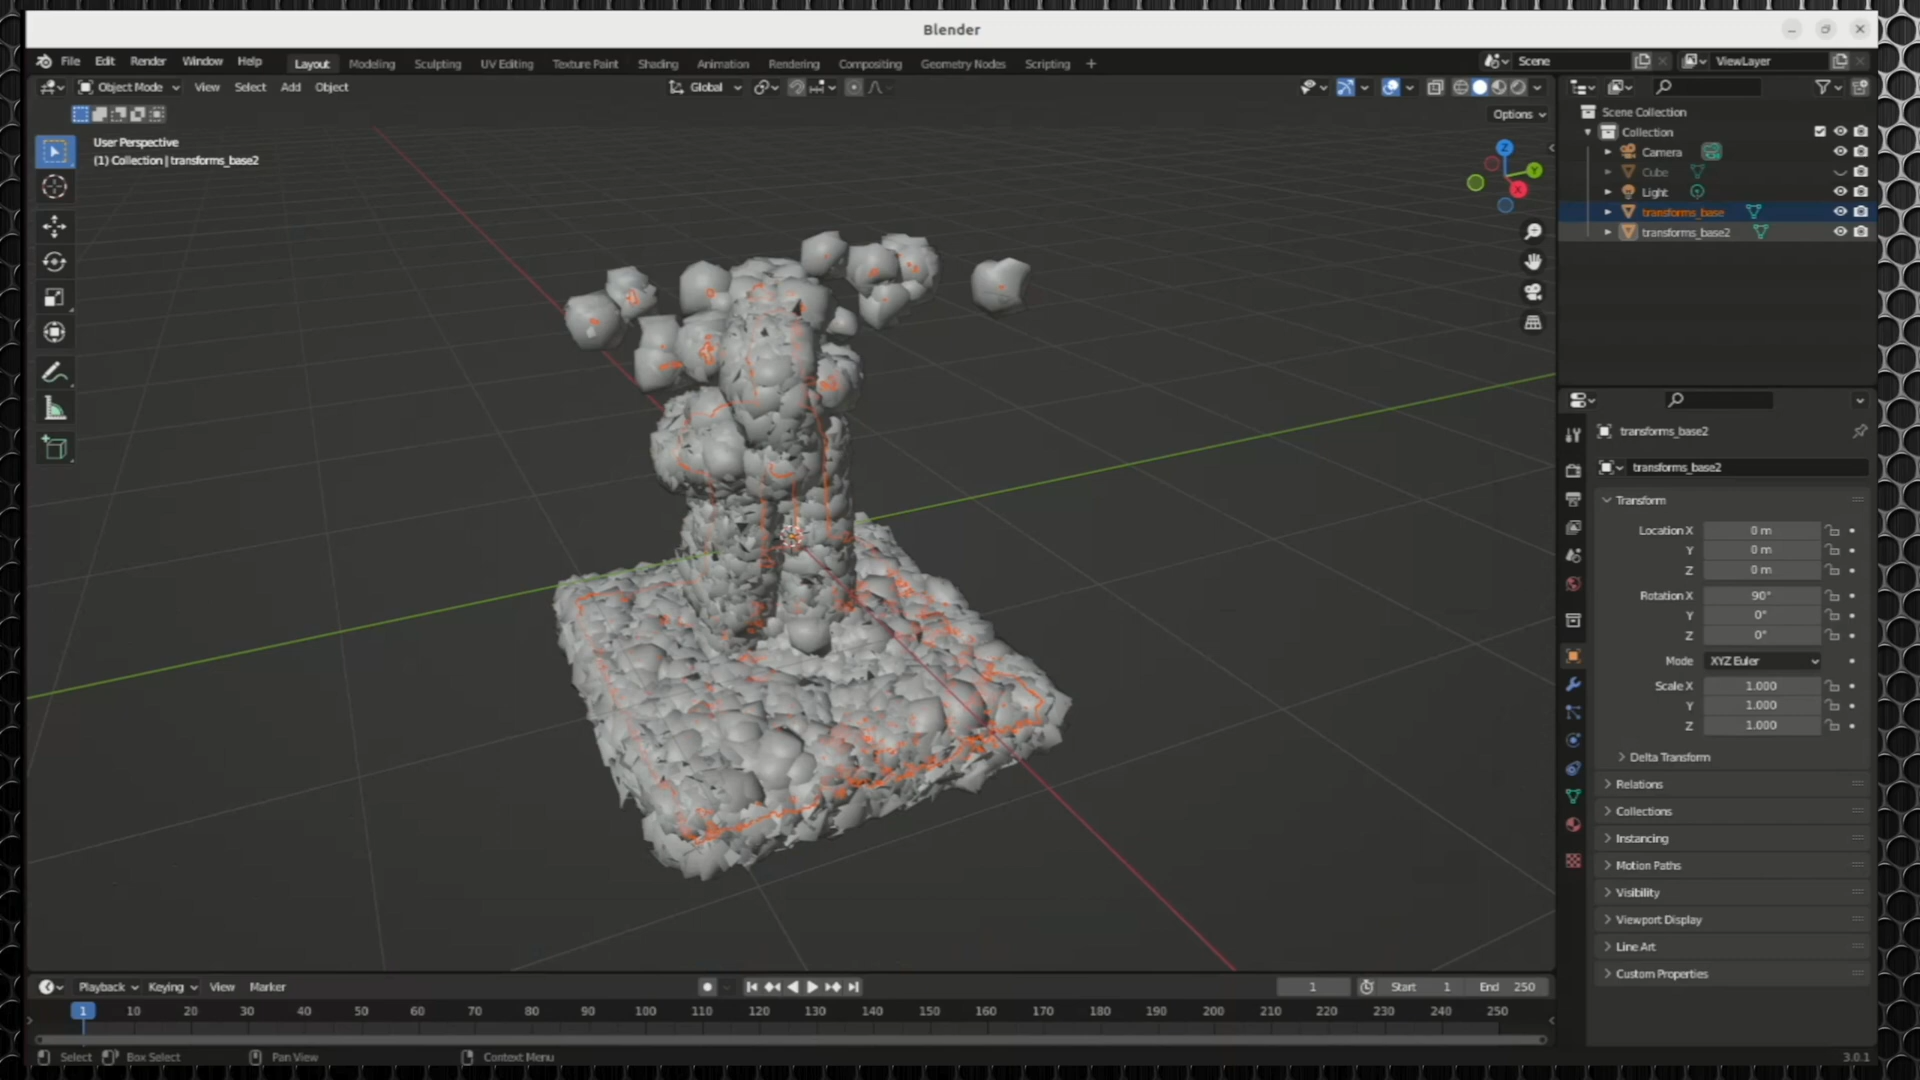 Blender
File Edit Render Window Help Layout Modeling Sculpting UV Editing Texture Paint Shading Animation Rendering Compositing Geometry Nodes Scripting + Scene ViewLayer
Object Mode View Select Add Object Global
Options
User Perspective
(1) Collection | transforms_base2
Z
Y
X
Scene Collection
Collection
Camera
Cube
Light
transforms_base
transforms_base2
transforms_base2
transforms_base2
Transform
Location X 0 m
Y 0 m
Z 0 m
Rotation X 90°
Y 0°
Z 0°
Mode XYZ Euler
Scale X 1.000
Y 1.000
Z 1.000
Delta Transform
Relations
Collections
Instancing
Motion Paths
Visibility
Viewport Display
Line Art
Custom Properties
Playback Keying View Marker 1 Start 1 End 250
1 10 20 30 40 50 60 70 80 90 100 110 120 130 140 150 160 170 180 190 200 210 220 230 240 250
Select Box Select Pan View Context Menu 3.0.1